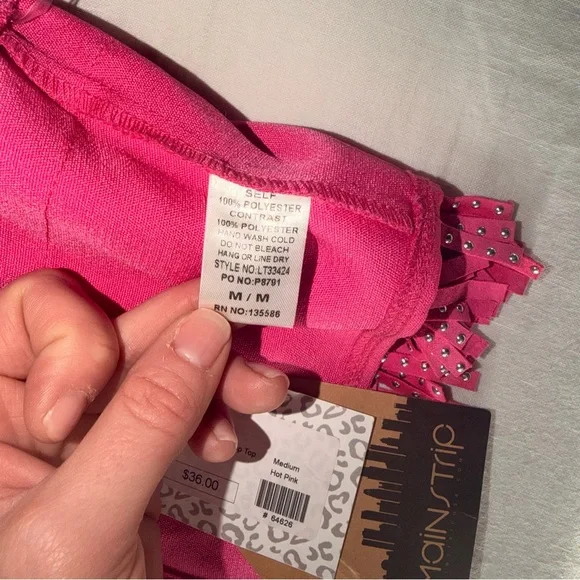 SELF
100% POLYESTER
CONTRAST
100% POLYESTER
HAND WASH COLD
DO NOT BLEACH
HANG OR LINE DRY
STYLE NO:LT33424
PO NO:P8791
M / M
RN NO:135586
Top
Medium
Hot Pink
$36.00
# 64626
MAINSTRIP